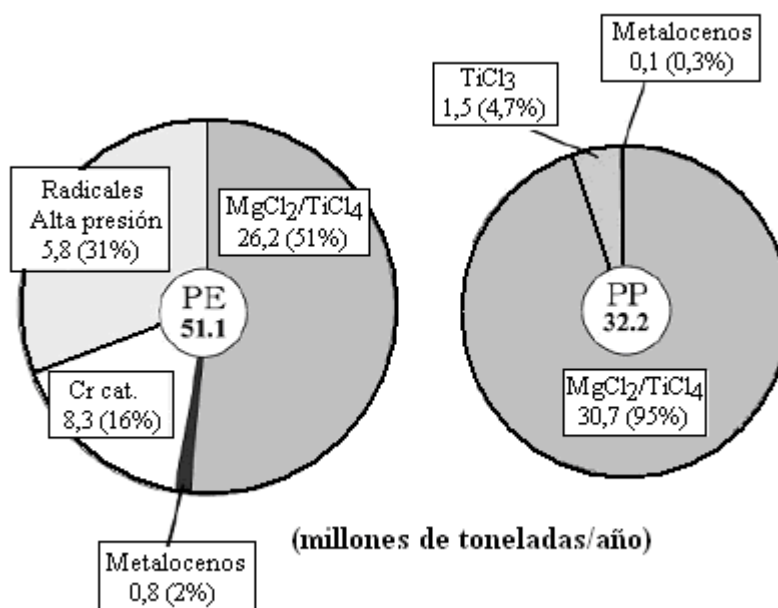 Metalocenos
0,1 (0,3%)
TiCl3
1,5 (4,7%)
Radicales
Alta presión
5,8 (31%)
MgCl2/TiCl4
26,2 (51%)
PE
51.1
PP
32.2
Cr cat.
8,3 (16%)
MgCl2/TiCl4
30,7 (95%)
(millones de toneladas/año)
Metalocenos
0,8 (2%)